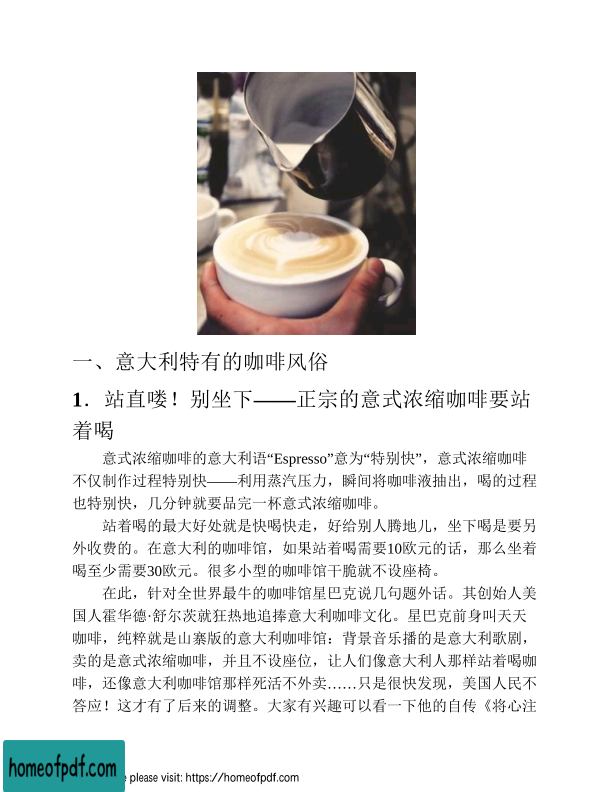 一、意大利特有的咖啡风俗
1．站直喽！别坐下——正宗的意式浓缩咖啡要站
着喝
意式浓缩咖啡的意大利语“Espresso”意为“特别快”，意式浓缩咖啡
不仅制作过程特别快——利用蒸汽压力，瞬间将咖啡液抽出，喝的过程
也特别快，几分钟就要品完一杯意式浓缩咖啡。
站着喝的最大好处就是快喝快走，好给别人腾地儿，坐下喝是要另
外收费的。在意大利的咖啡馆，如果站着喝需要10欧元的话，那么坐着
喝至少需要30欧元。很多小型的咖啡馆干脆就不设座椅。
在此，针对全世界最牛的咖啡馆星巴克说几句题外话。其创始人美
国人霍华德·舒尔茨就狂热地追捧意大利咖啡文化。星巴克前身叫天天
咖啡，纯粹就是山寨版的意大利咖啡馆：背景音乐播的是意大利歌剧，
卖的是意式浓缩咖啡，并且不设座位，让人们像意大利人那样站着喝咖
啡，还像意大利咖啡馆那样死活不外卖……只是很快发现，美国人民不
答应！这才有了后来的调整。大家有兴趣可以看一下他的自传《将心注
homeofpdf.com
e please visit: https://homeofpdf.com